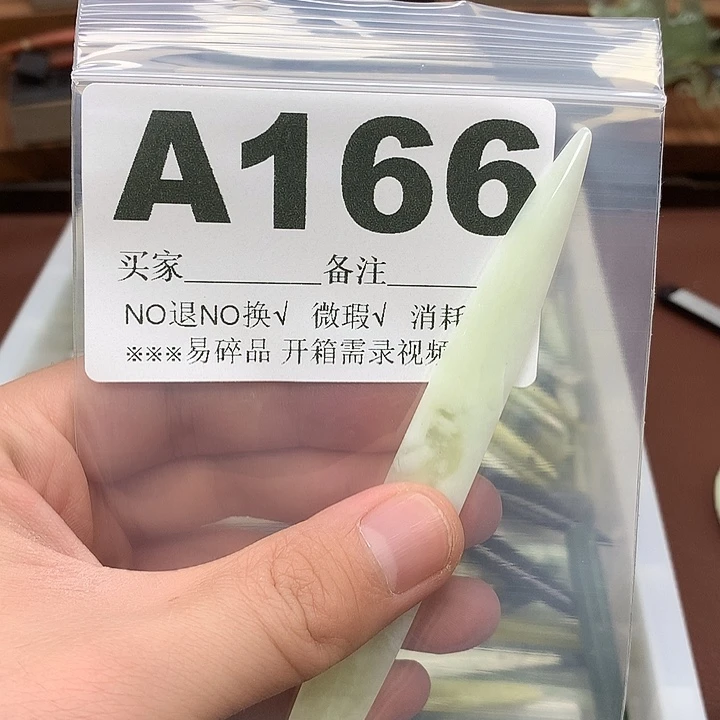 A166
买家________备注______
NO退NO换√ 微瑕√ 消耗
※※※易碎品 开箱需录视频